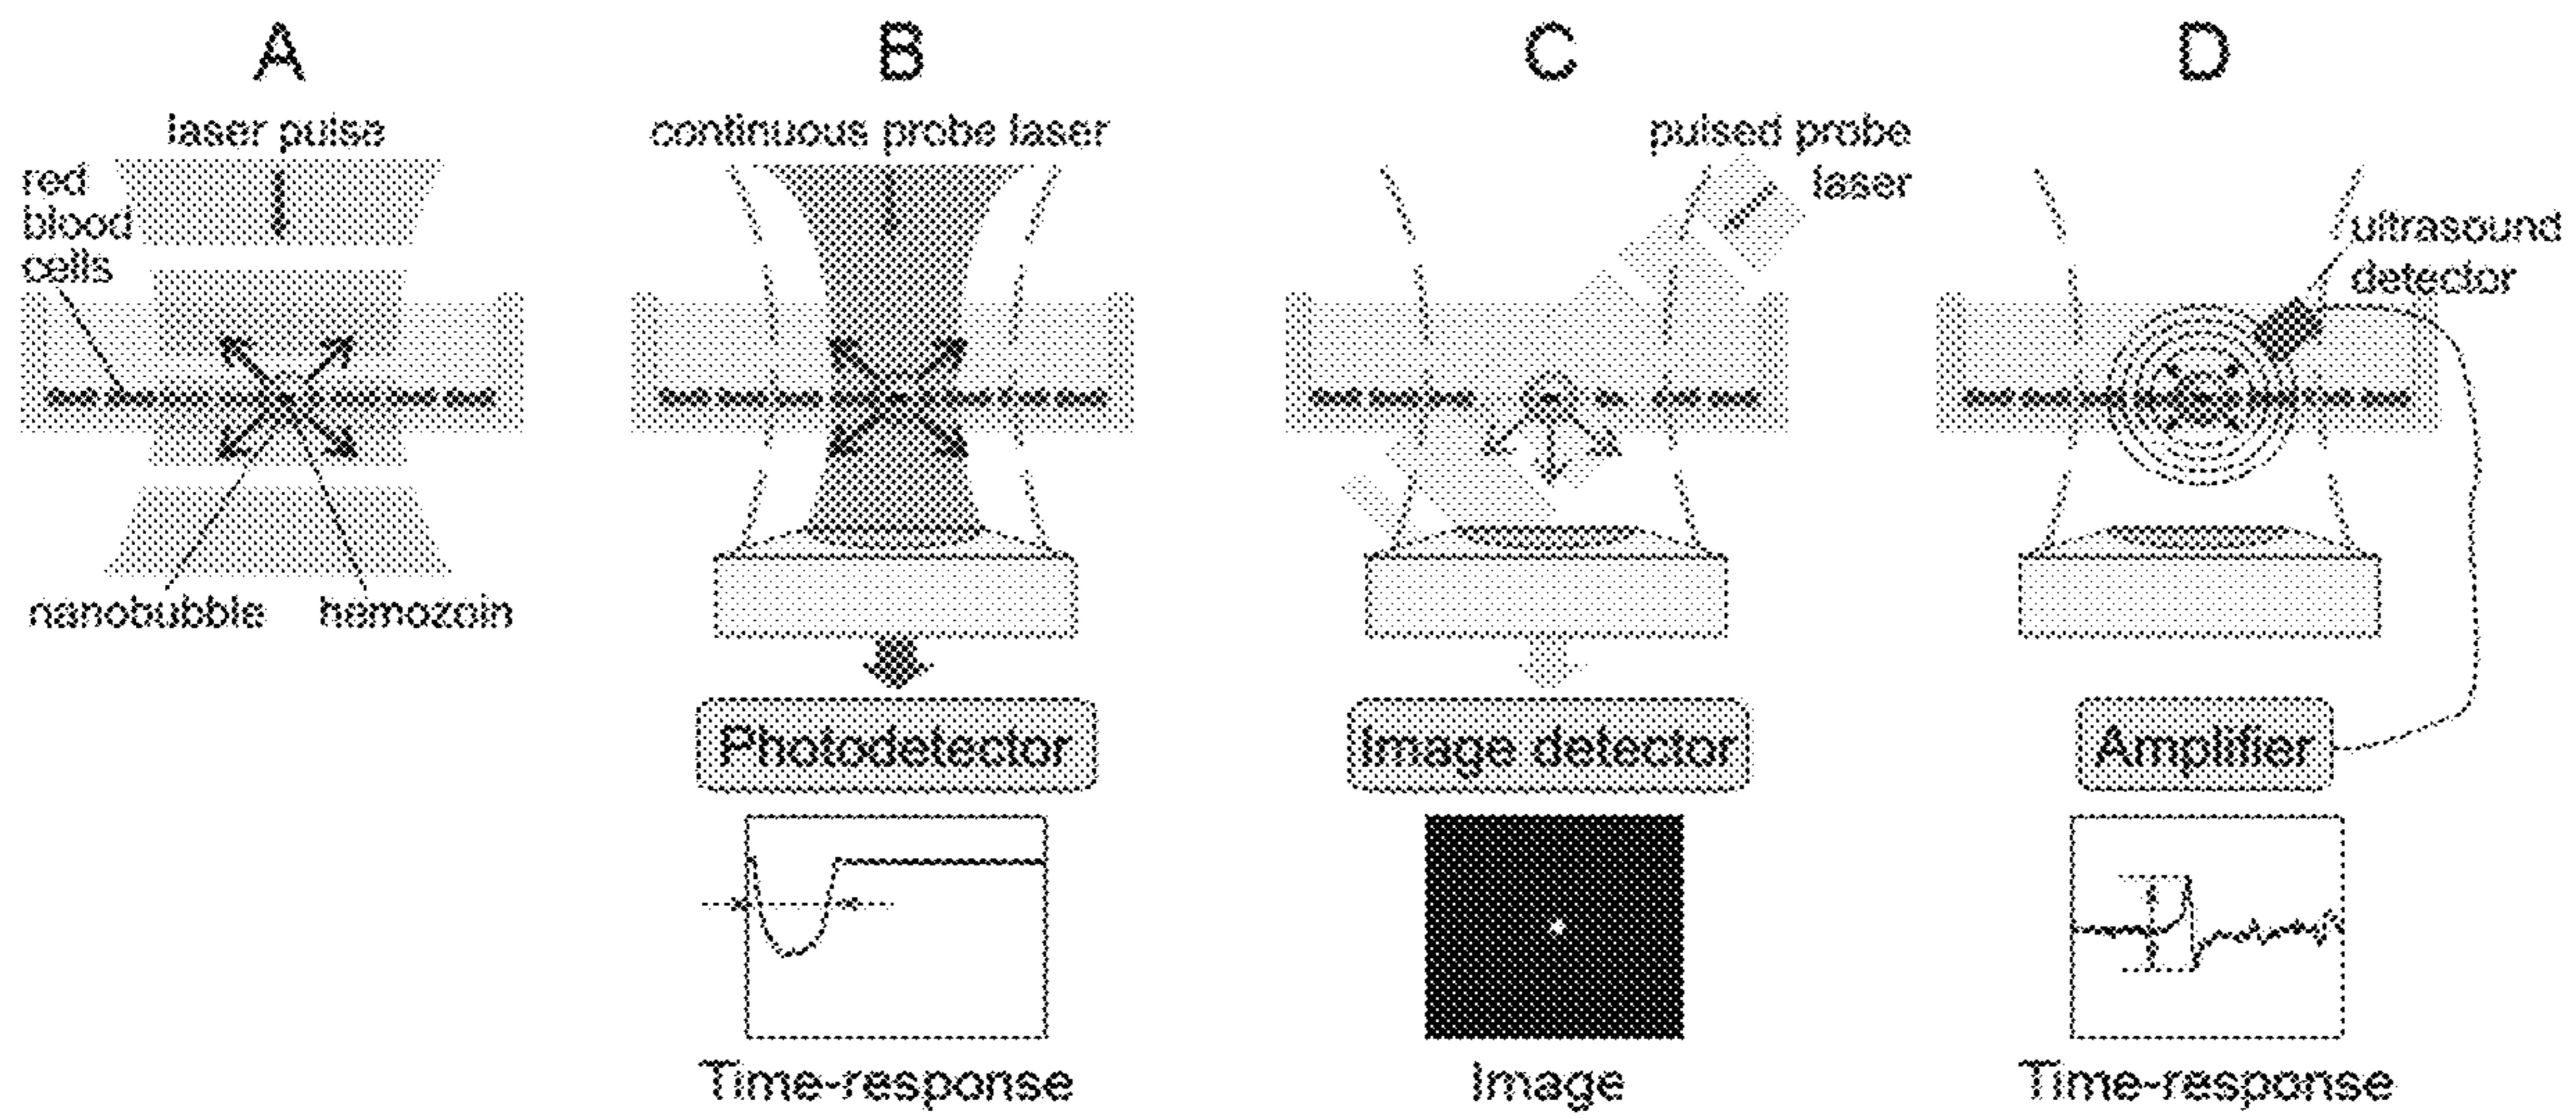 A
B
C
D
laser pulse
continuous probe laser
pulsed probe
laser
red
blood
cells
ultrasound
detector
nanobubble
hemozoin
Photodetector
Image detector
Amplifier
Time-response
Image
Time-response